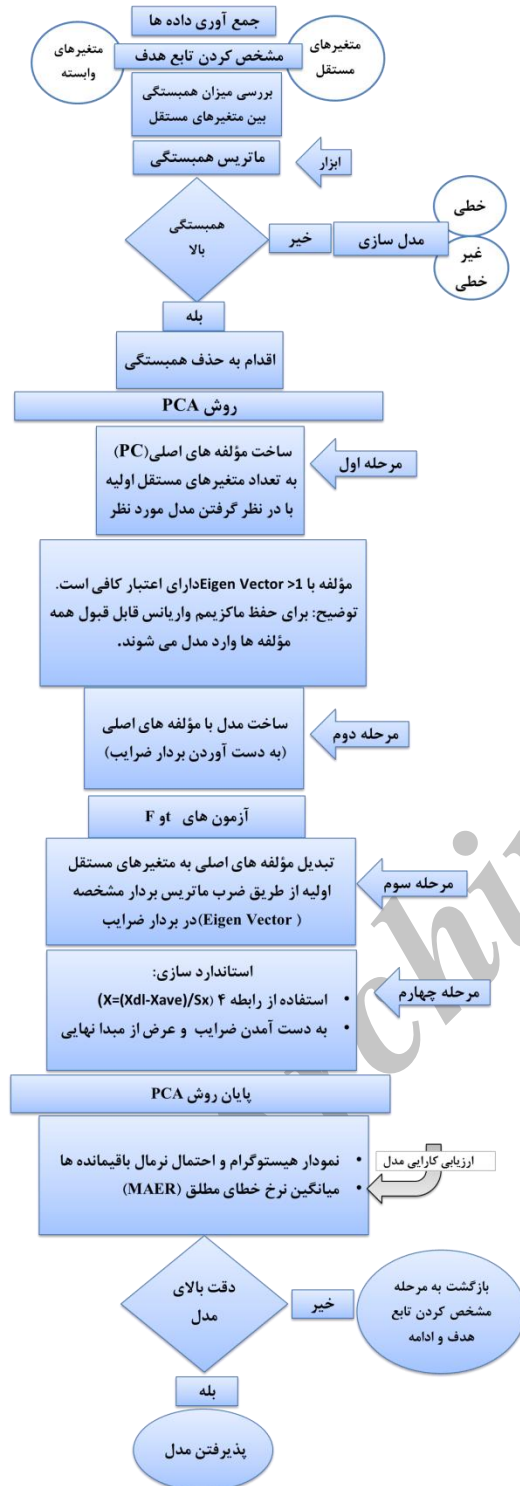 جمع آوری داده ها
متغیرهای
مستقل
مشخص کردن تابع هدف
متغیرهای
وابسته
بررسی میزان همبستگی
بین متغیرهای مستقل
ابزار
ماتریس همبستگی
خطی
غیر
خطی
مدل سازی
خیر
همبستگی
بالا
بله
اقدام به حذف همبستگی
روش PCA
مرحله اول
ساخت مؤلفه های اصلی(PC)
به تعداد متغیرهای مستقل اولیه
با در نظر گرفتن مدل مورد نظر
مؤلفه با Eigen Vector >1دارای اعتبار کافی است.
توضیح: برای حفظ ماکزیمم واریانس قابل قبول همه
مؤلفه ها وارد مدل می شوند.
مرحله دوم
ساخت مدل با مؤلفه های اصلی
(به دست آوردن بردار ضرایب)
آزمون های tو F
مرحله سوم
تبدیل مؤلفه های اصلی به متغیرهای مستقل
اولیه از طریق ضرب ماتریس بردار مشخصه
( Eigen Vector)در بردار ضرایب
مرحله چهارم
استاندارد سازی:
• استفاده از رابطه ۴ (X=(Xdl-Xave)/Sx)
• به دست آمدن ضرایب و عرض از مبدا نهایی
پایان روش PCA
ارزیابی کارایی مدل
• نمودار هیستوگرام و احتمال نرمال باقیمانده ها
• میانگین نرخ خطای مطلق (MAER)
دقت بالای
مدل
خیر
بازگشت به مرحله
مشخص کردن تابع
هدف و ادامه
بله
پذیرفتن مدل